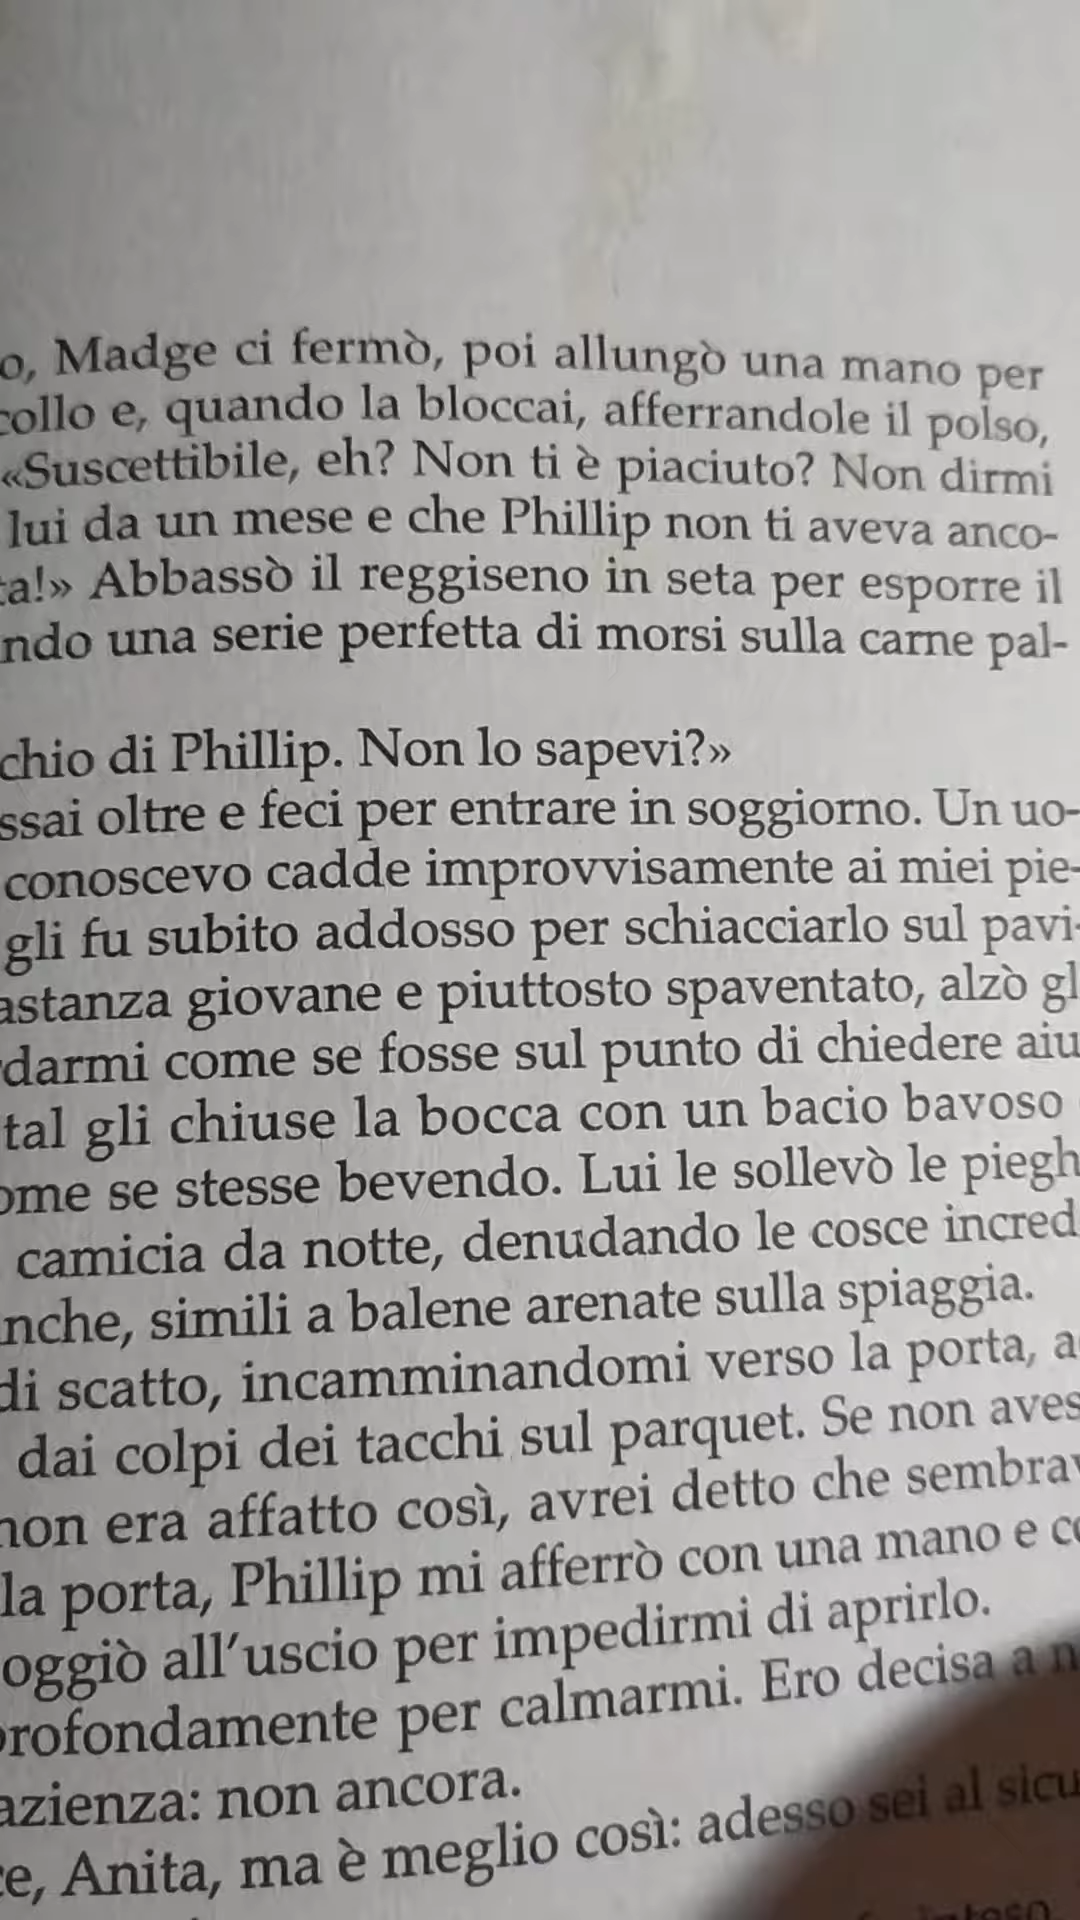 o, Madge ci fermò, poi allungò una mano per
collo e, quando la bloccai, afferrandole il polso,
«Suscettibile, eh? Non ti è piaciuto? Non dirmi
lui da un mese e che Phillip non ti aveva anco-
ta!» Abbassò il reggiseno in seta per esporre il
ndo una serie perfetta di morsi sulla carne pal-
chio di Phillip. Non lo sapevi?»
ssai oltre e feci per entrare in soggiorno. Un uo-
conoscevo cadde improvvisamente ai miei pie-
gli fu subito addosso per schiacciarlo sul pavi-
astanza giovane e piuttosto spaventato, alzò gl
darmi come se fosse sul punto di chiedere aiu
tal gli chiuse la bocca con un bacio bavoso
ome se stesse bevendo. Lui le sollevò le piegh
camicia da notte, denudando le cosce incred
nche, simili a balene arenate sulla spiaggia.
di scatto, incamminandomi verso la porta, a
dai colpi dei tacchi sul parquet. Se non aves
non era affatto così, avrei detto che sembrav
la porta, Phillip mi afferrò con una mano e co
oggiò all'uscio per impedirmi di aprirlo.
profondamente per calmarmi. Ero decisa a n
azienza: non ancora.
e, Anita, ma è meglio così: adesso sei al sicu